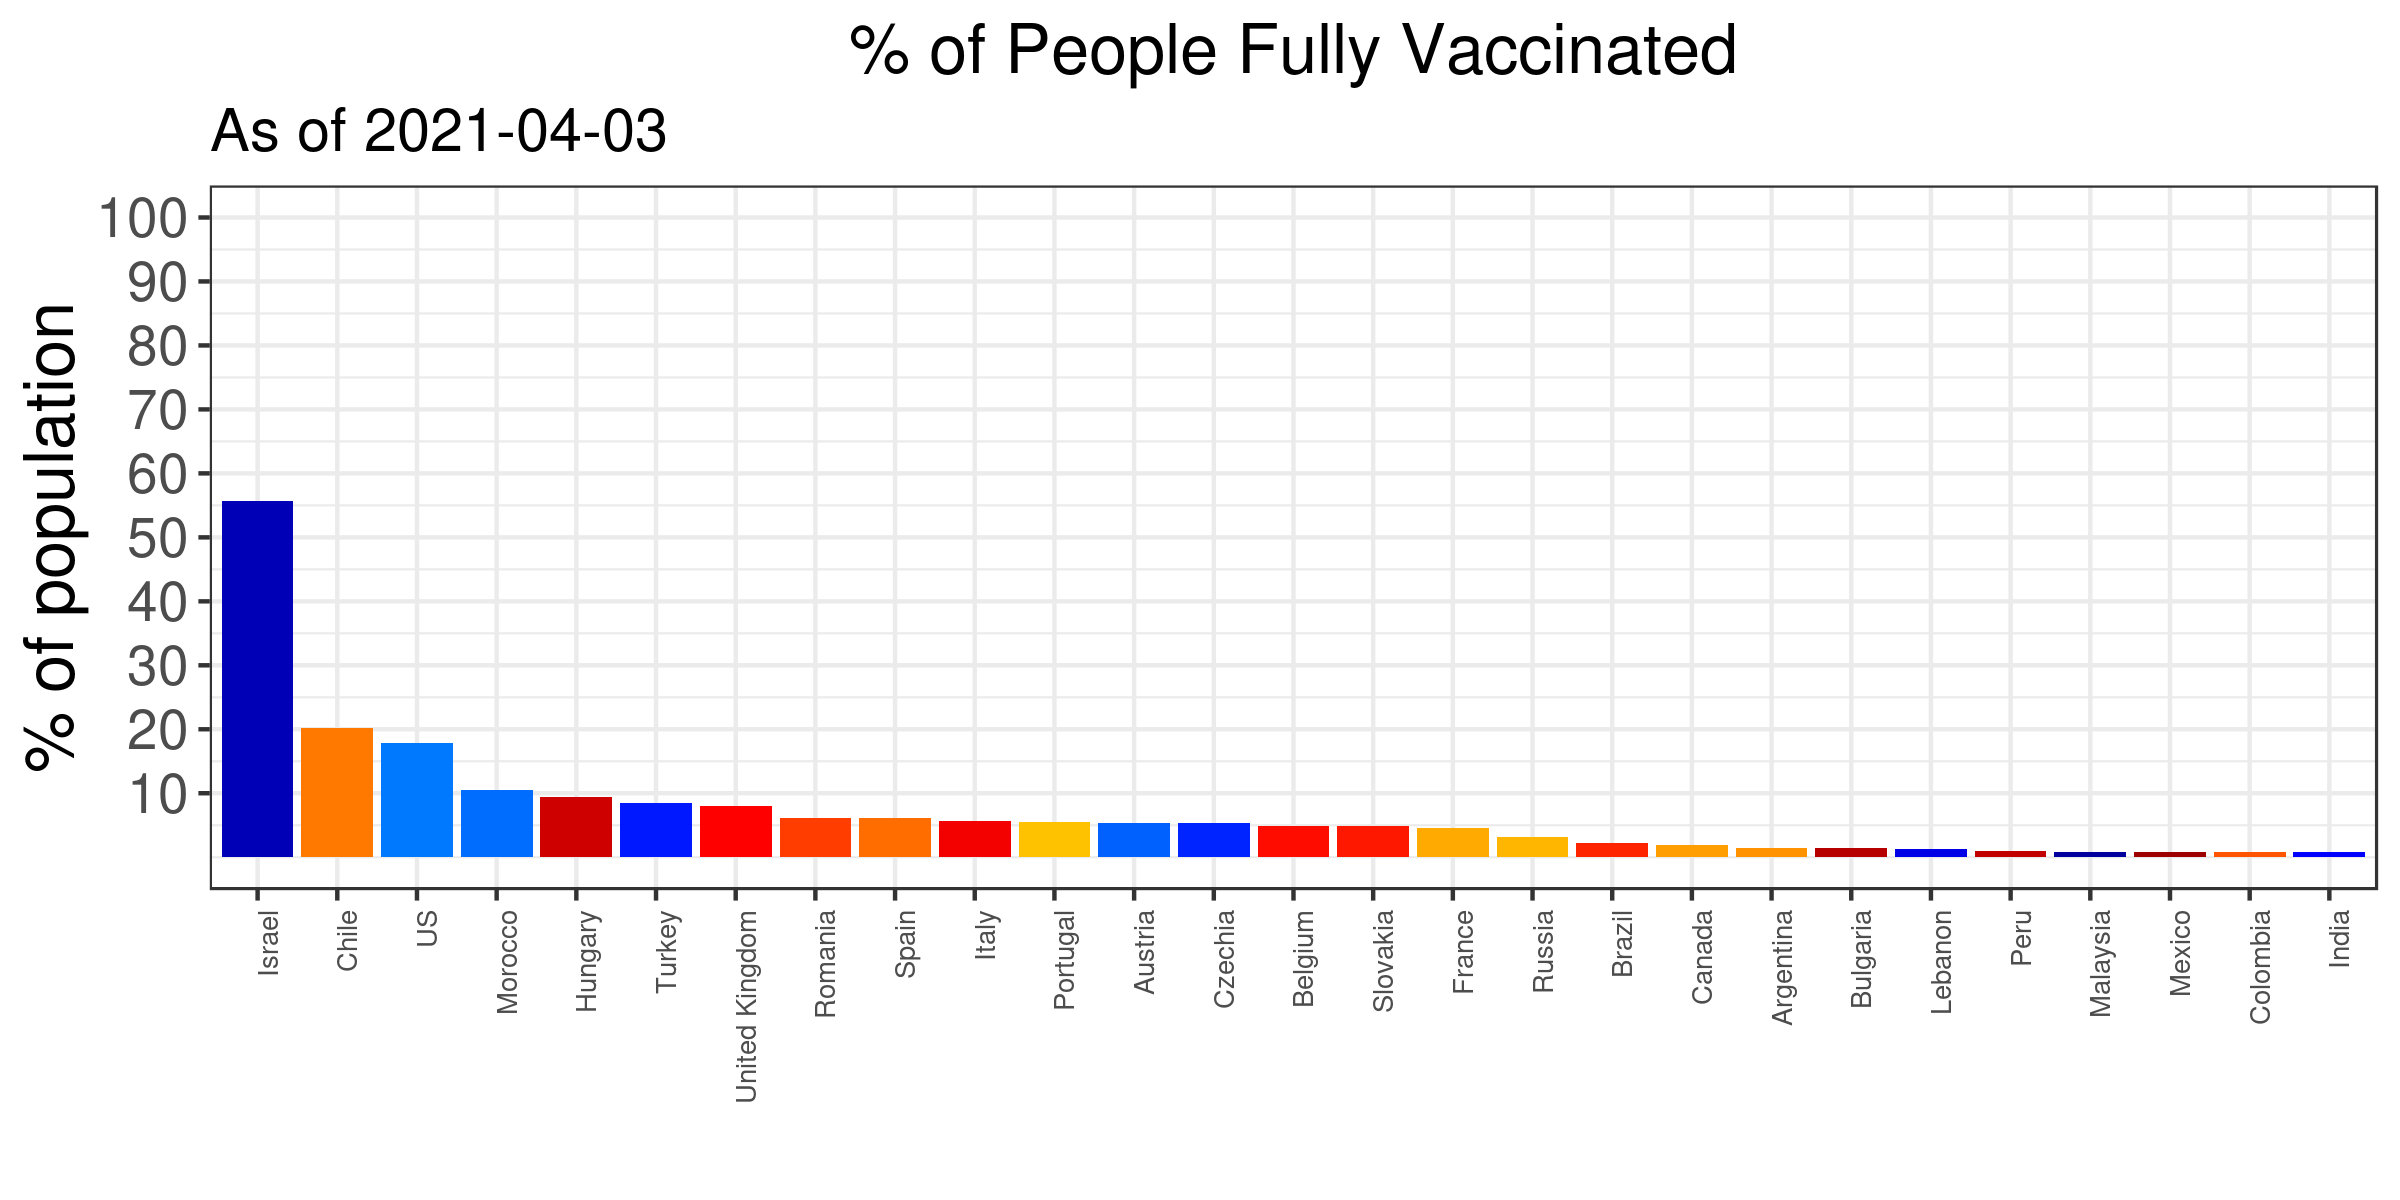 % of People Fully Vaccinated
As of 2021-04-03
% of population
100
90
80
70
60
50
40
30
20
10
Israel
Chile
US
Morocco
Hungary
Turkey
United Kingdom
Romania
Spain
Italy
Portugal
Austria
Czechia
Belgium
Slovakia
France
Russia
Brazil
Canada
Argentina
Bulgaria
Lebanon
Peru
Malaysia
Mexico
Colombia
India